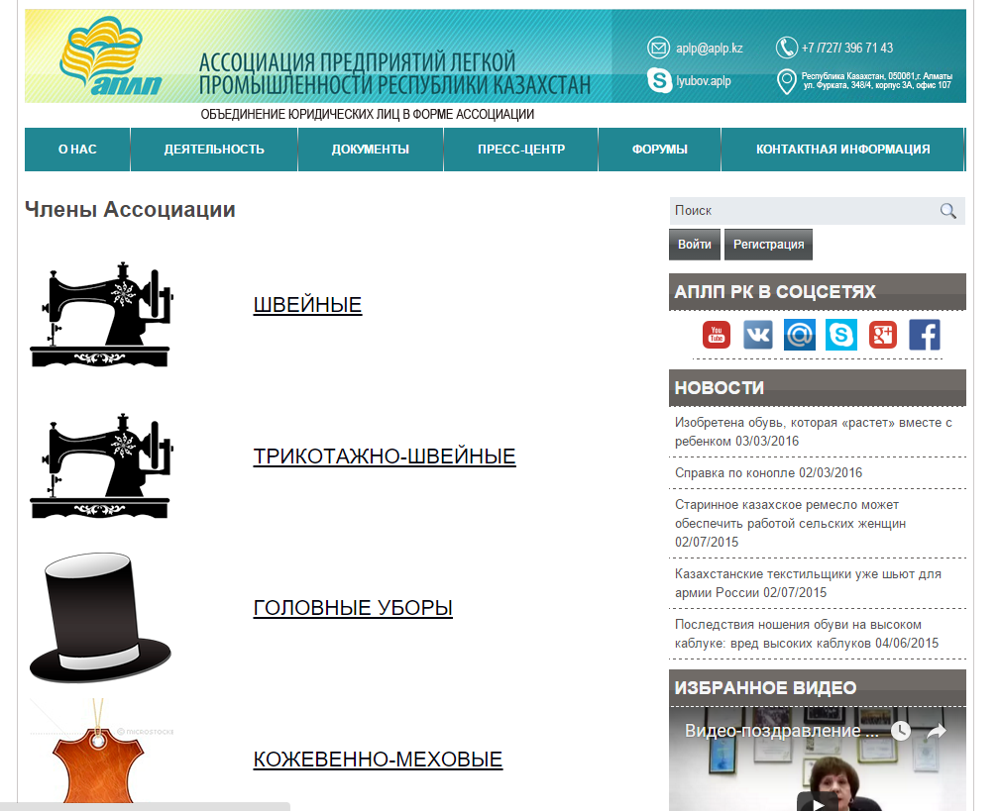 аплп
АССОЦИАЦИЯ ПРЕДПРИЯТИЙ ЛЕГКОЙ
ПРОМЫШЛЕННОСТИ РЕСПУБЛИКИ КАЗАХСТАН
aplp@aplp.kz
+7 /727/ 396 71 43
lyubov.aplp
Республика Казахстан, 050061,г. Алматы
ул. Фурката, 348/4, корпус 3А, офис 107
ОБЪЕДИНЕНИЕ ЮРИДИЧЕСКИХ ЛИЦ В ФОРМЕ АССОЦИАЦИИ
О НАС
ДЕЯТЕЛЬНОСТЬ
ДОКУМЕНТЫ
ПРЕСС-ЦЕНТР
ФОРУМЫ
КОНТАКТНАЯ ИНФОРМАЦИЯ
Члены Ассоциации
ШВЕЙНЫЕ
ТРИКОТАЖНО-ШВЕЙНЫЕ
ГОЛОВНЫЕ УБОРЫ
© microstocks
КОЖЕВЕННО-МЕХОВЫЕ
Поиск
Войти
Регистрация
АПЛП РК В СОЦСЕТЯХ
You
Tube
НОВОСТИ
Изобретена обувь, которая «растет» вместе с
ребенком 03/03/2016
Справка по конопле 02/03/2016
Старинное казахское ремесло может
обеспечить работой сельских женщин
02/07/2015
Казахстанские текстильщики уже шьют для
армии России 02/07/2015
Последствия ношения обуви на высоком
каблуке: вред высоких каблуков 04/06/2015
ИЗБРАННОЕ ВИДЕО
Видео-поздравление ...